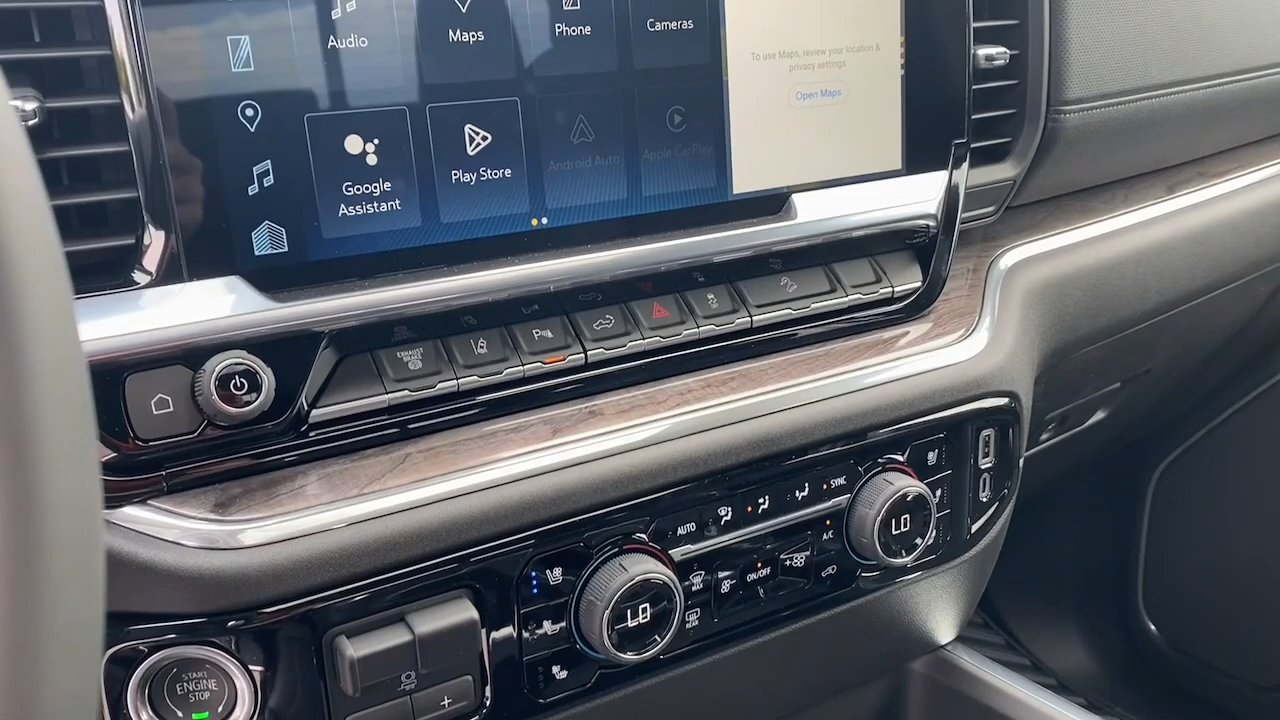 Audio
Maps
Phone
Cameras
To use Maps, review your location &
privacy settings
Open Maps
Google
Assistant
Play Store
Android Auto
Apple CarPlay
EXHAUST
BRAKE
P
AUTO
SYNC
LO
A/C
MAX
ON/OFF
REAR
LO
START
ENGINE
STOP
+